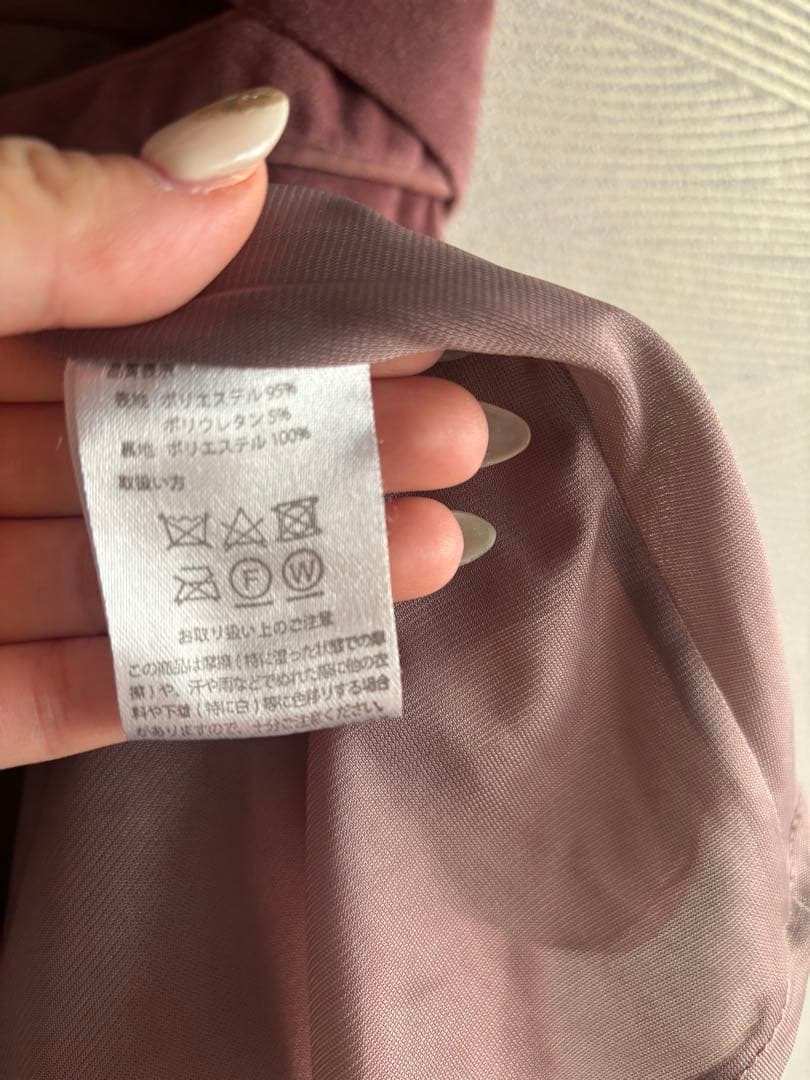 品質表示
表地 ポリエステル 95%
ポリウレタン 5%
裏地 ポリエステル 100%
取扱い方
F W
お取り扱い上のご注意
この商品は摩擦(特に湿った状態での摩
擦)や、汗や雨などでぬれた際に他の衣
料や下着(特に白)等に色移りする場合
がありますので、十分ご注意ください。